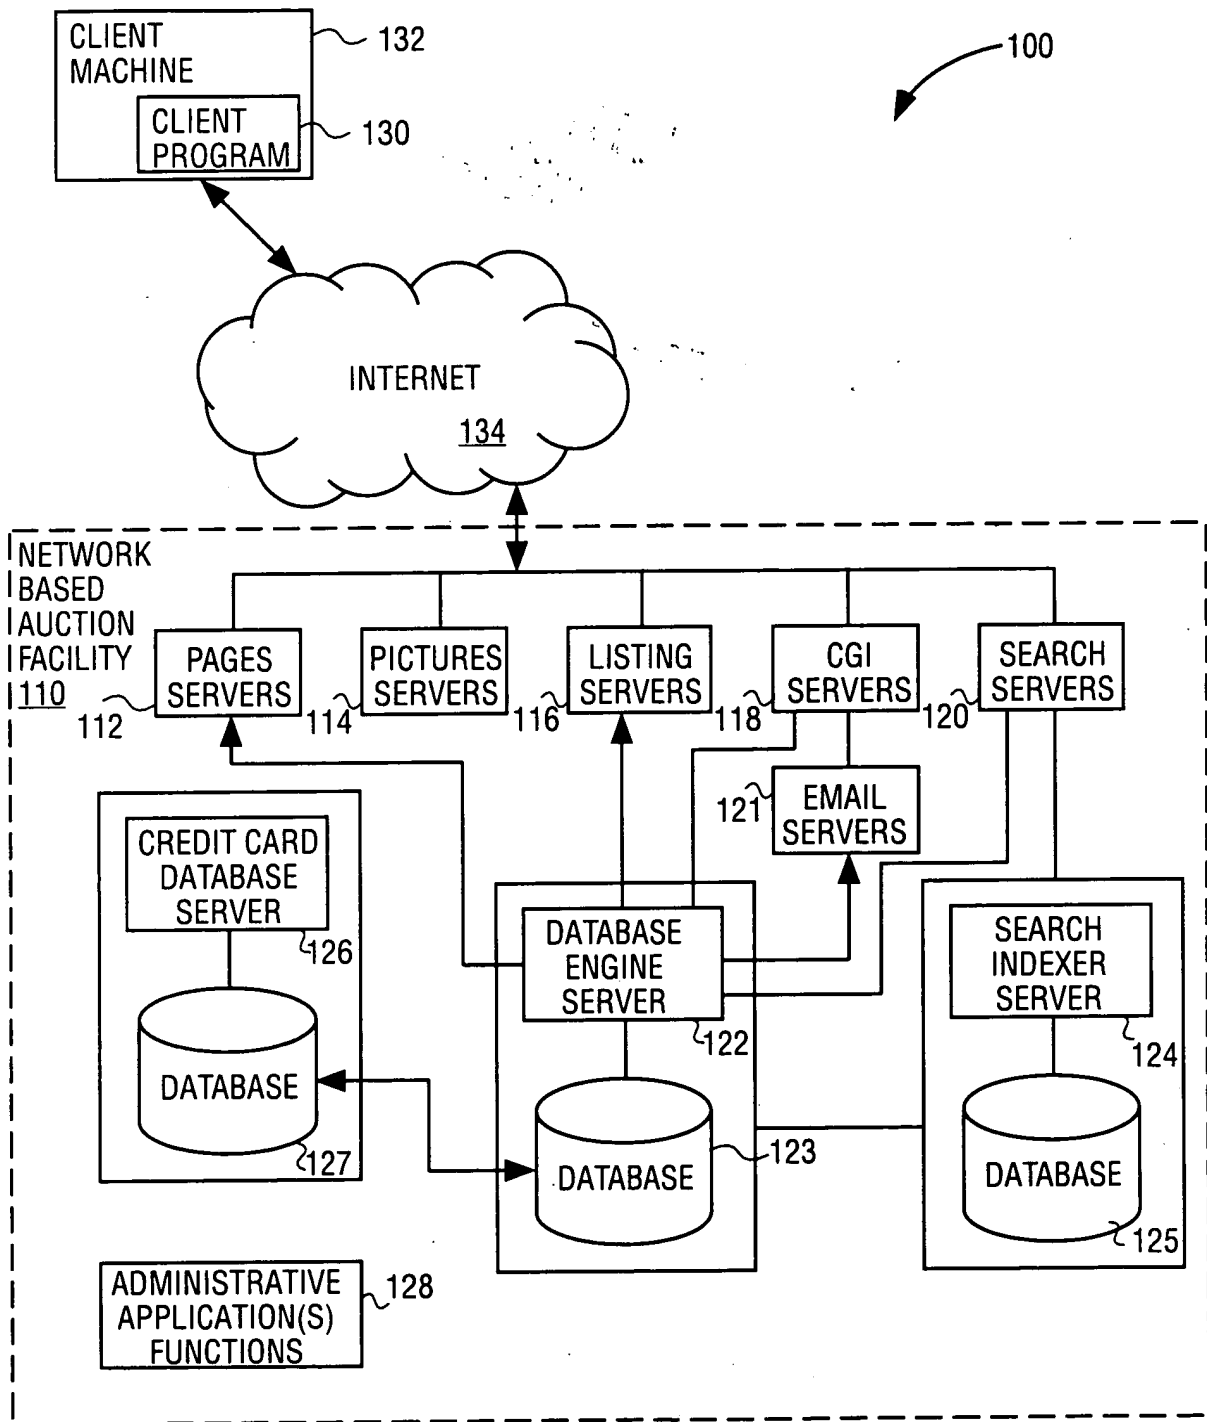 CLIENT
MACHINE
132
CLIENT
PROGRAM
130
100
INTERNET
134
NETWORK
BASED
AUCTION
FACILITY
110
PAGES
SERVERS
112
PICTURES
SERVERS
114
LISTING
SERVERS
116
CGI
SERVERS
118
SEARCH
SERVERS
120
EMAIL
SERVERS
121
CREDIT CARD
DATABASE
SERVER
126
DATABASE
127
DATABASE
ENGINE
SERVER
122
DATABASE
123
SEARCH
INDEXER
SERVER
124
DATABASE
125
ADMINISTRATIVE
APPLICATION(S)
FUNCTIONS
128